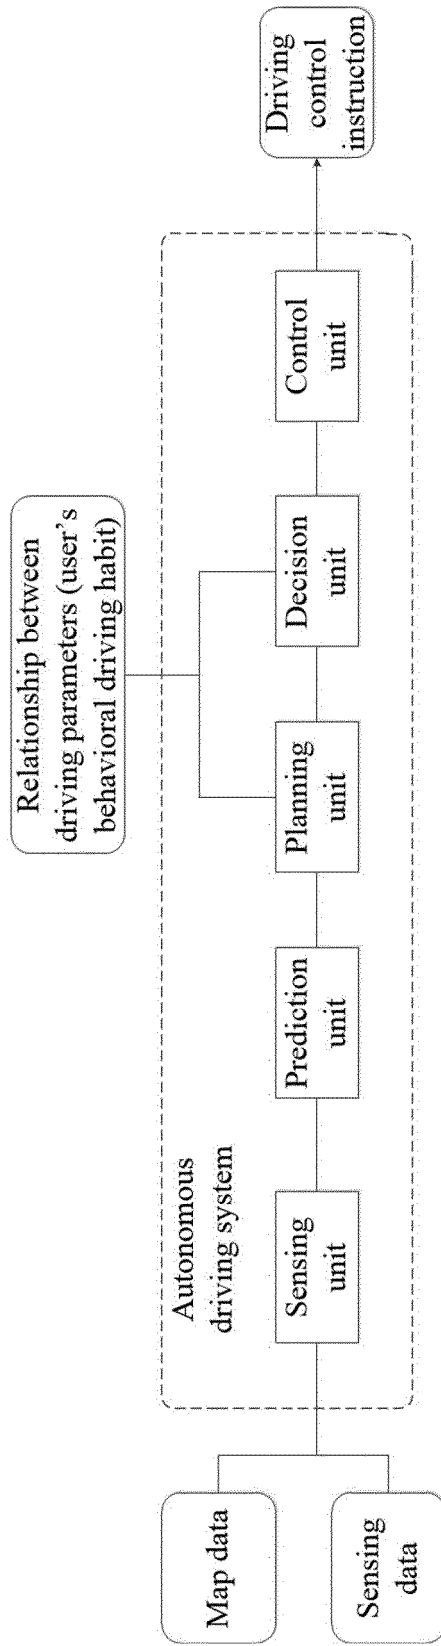 Relationship between
driving parameters (user's
behavioral driving habit)
Autonomous
driving system
Map data
Sensing
data
Sensing
unit
Prediction
unit
Planning
unit
Decision
unit
Control
unit
Driving
control
instruction